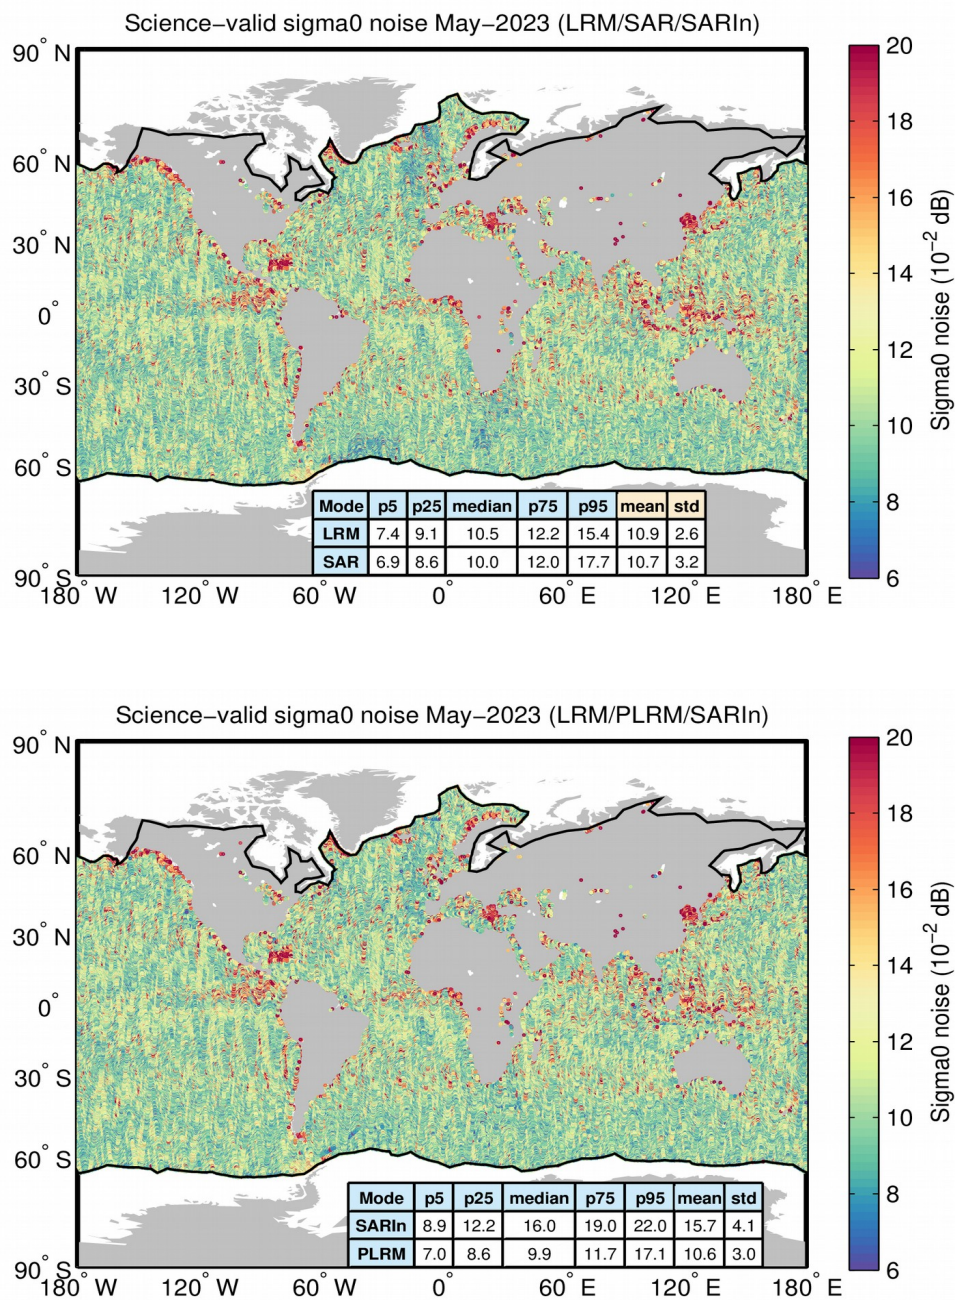 Science−valid sigma0 noise May−2023 (LRM/SAR/SARIn)
90° N
60° N
30° N
0°
30° S
60° S
90° S
180° W 120° W 60° W 0° 60° E 120° E 180° E
Mode p5 p25 median p75 p95 mean std
LRM 7.4 9.1 10.5 12.2 15.4 10.9 2.6
SAR 6.9 8.6 10.0 12.0 17.7 10.7 3.2
20
18
16
14
12
10
8
6
Sigma0 noise (10⁻² dB)
Science−valid sigma0 noise May−2023 (LRM/PLRM/SARIn)
90° N
60° N
30° N
0°
30° S
60° S
90° S
180° W 120° W 60° W 0° 60° E 120° E 180° E
Mode p5 p25 median p75 p95 mean std
SARIn 8.9 12.2 16.0 19.0 22.0 15.7 4.1
PLRM 7.0 8.6 9.9 11.7 17.1 10.6 3.0
20
18
16
14
12
10
8
6
Sigma0 noise (10⁻² dB)